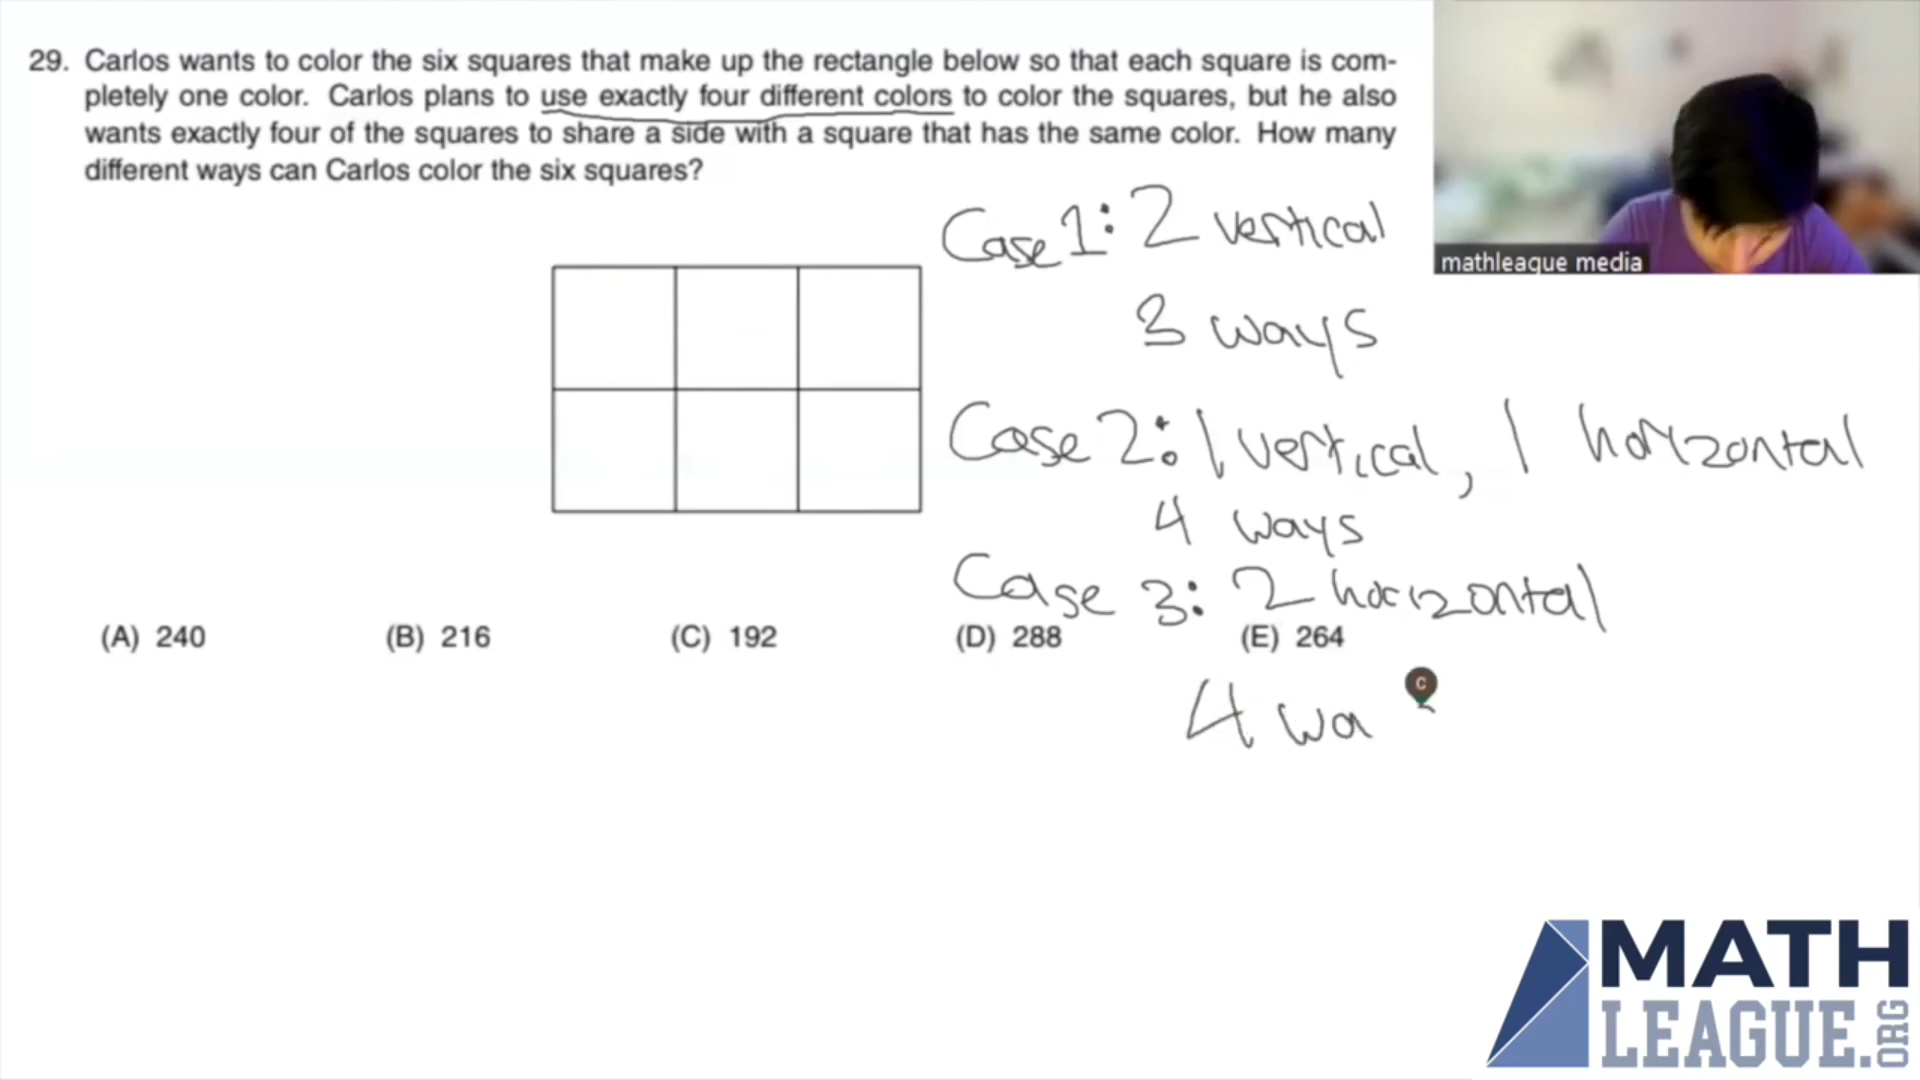 29. Carlos wants to color the six squares that make up the rectangle below so that each square is com-
pletely one color. Carlos plans to use exactly four different colors to color the squares, but he also
wants exactly four of the squares to share a side with a square that has the same color. How many
different ways can Carlos color the six squares?
mathleague media
Case 1: 2 vertical
3 ways
Case 2: 1 vertical, 1 horizontal
4 ways
Case 3: 2 horizontal
(A) 240 (B) 216 (C) 192 (D) 288 (E) 264
C
4 wa
MATH
LEAGUE.ORG